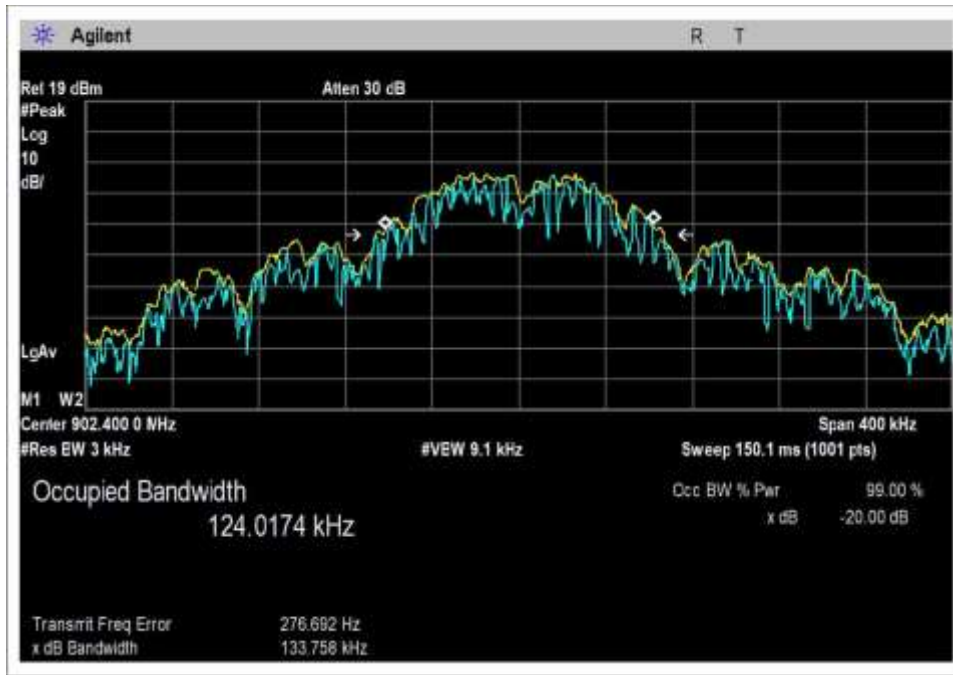 Agilent R T
Ref 19 dBm Atten 30 dB
#Peak
Log
10
dB/
LgAv
M1 W2
Center 902.400 0 MHz Span 400 kHz
#Res BW 3 kHz #VBW 9.1 kHz Sweep 150.1 ms (1001 pts)
Occupied Bandwidth Occ BW % Pwr 99.00 %
124.0174 kHz x dB -20.00 dB
Transmit Freq Error 276.692 Hz
x dB Bandwidth 133.758 kHz